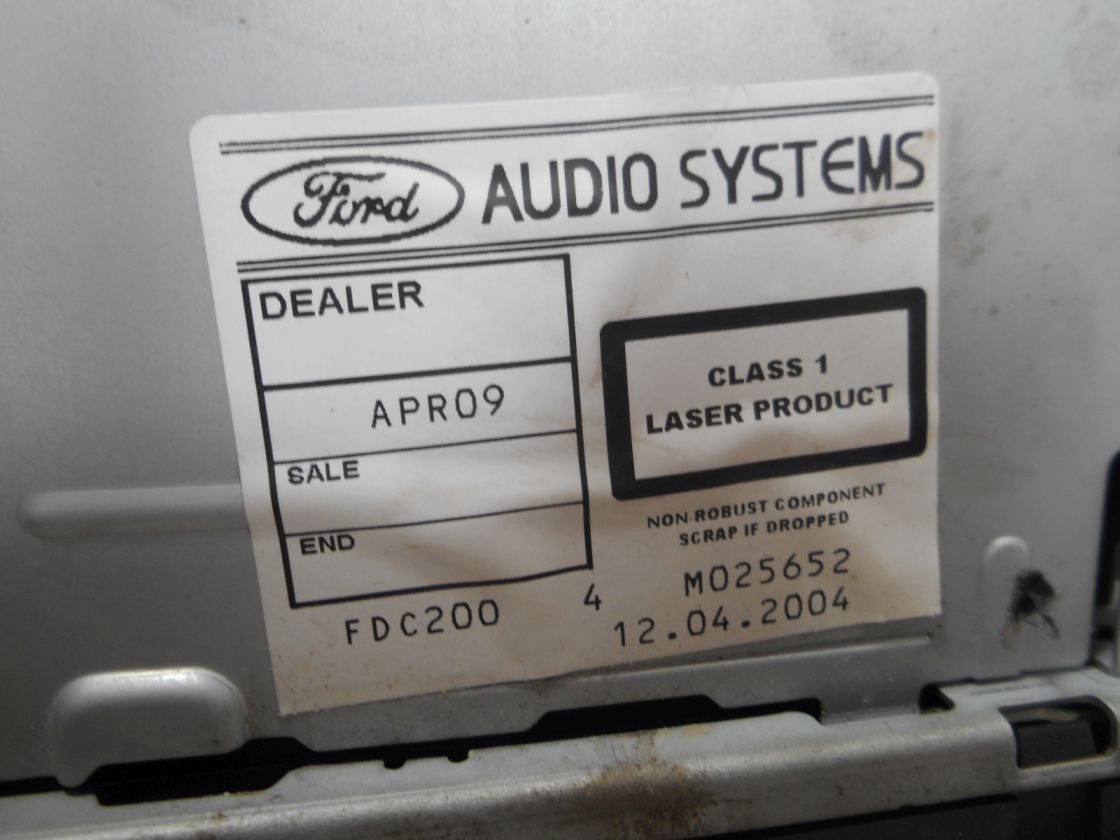 Ford AUDIO SYSTEMS
DEALER
APR09
SALE
END
CLASS 1
LASER PRODUCT
NON-ROBUST COMPONENT
SCRAP IF DROPPED
M025652
FDC200 4 12.04.2004